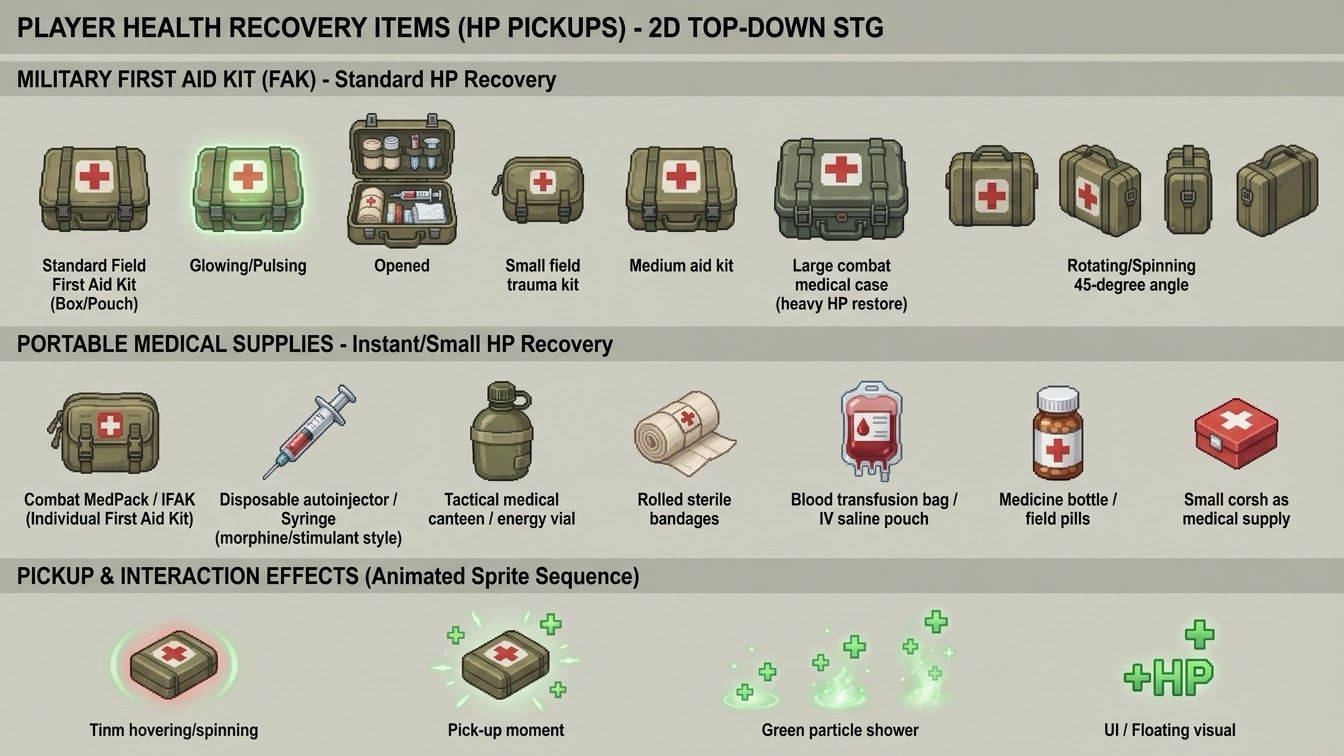 PLAYER HEALTH RECOVERY ITEMS (HP PICKUPS) - 2D TOP-DOWN STG
MILITARY FIRST AID KIT (FAK) - Standard HP Recovery
Standard Field
First Aid Kit
(Box/Pouch)
Glowing/Pulsing
Opened
Small field
trauma kit
Medium aid kit
Large combat
medical case
(heavy HP restore)
Rotating/Spinning
45-degree angle
PORTABLE MEDICAL SUPPLIES - Instant/Small HP Recovery
Combat MedPack / IFAK
(Individual First Aid Kit)
Disposable autoinjector /
Syringe
(morphine/stimulant style)
Tactical medical
canteen / energy vial
Rolled sterile
bandages
Blood transfusion bag /
IV saline pouch
Medicine bottle /
field pills
Small corsh as
medical supply
PICKUP & INTERACTION EFFECTS (Animated Sprite Sequence)
Tinm hovering/spinning
Pick-up moment
Green particle shower
+HP
UI / Floating visual